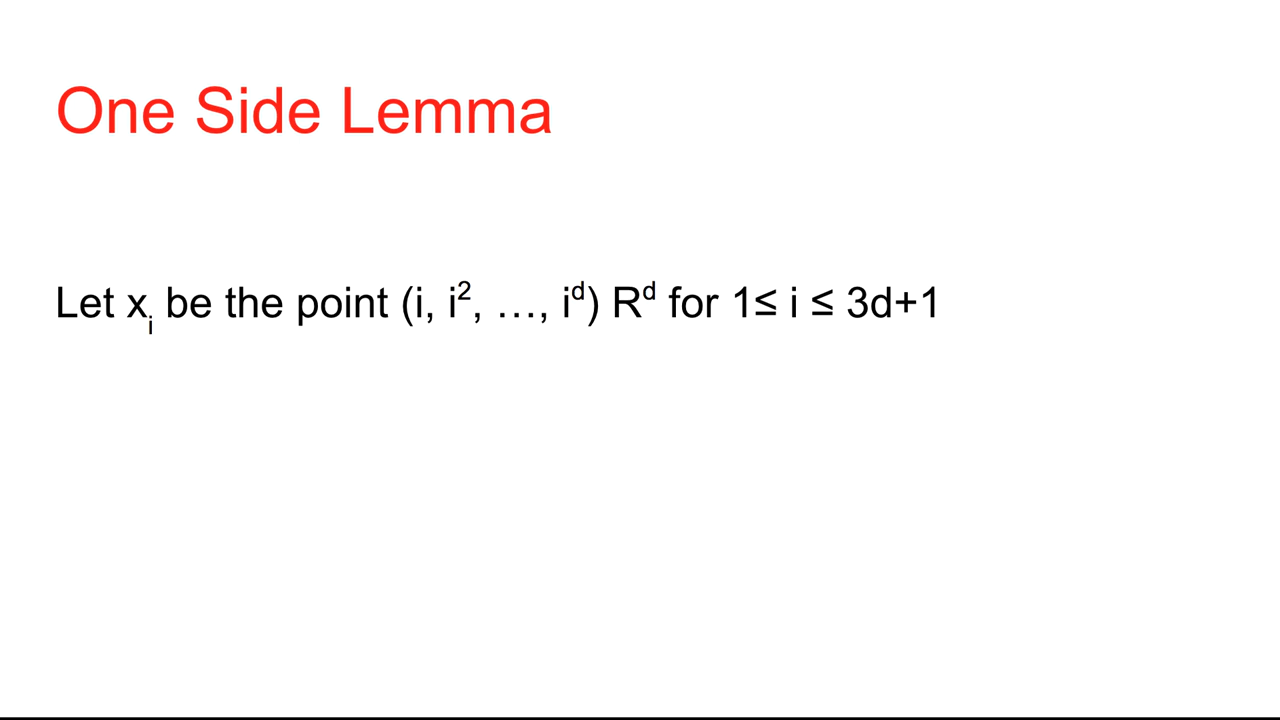 One Side Lemma
Let xᵢ be the point (i, i², …, iᵈ) Rᵈ for 1≤ i ≤ 3d+1